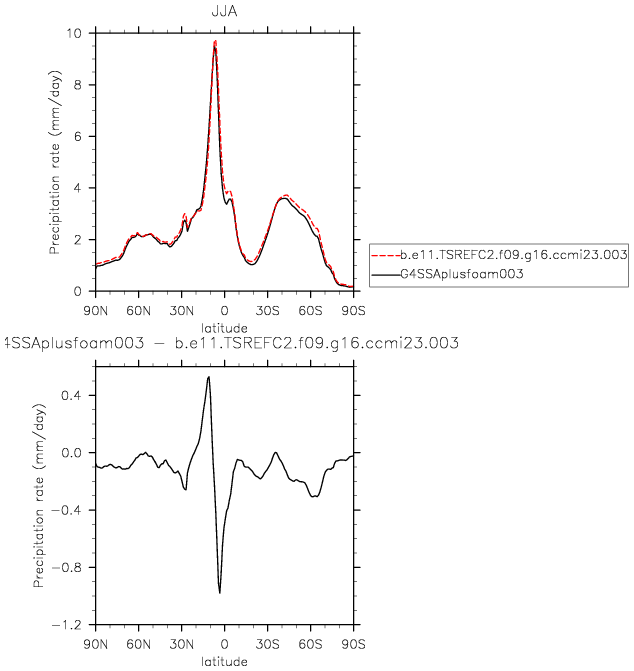 JJA
10
8
6
4
2
0
Precipitation rate (mm/day)
90N 60N 30N 0 30S 60S 90S
latitude
b.e11.TSREFC2.f09.g16.ccmi23.003
G4SSAplusfoam003
4SSAplusfoam003 − b.e11.TSREFC2.f09.g16.ccmi23.003
0.4
0.0
−0.4
−0.8
−1.2
Precipitation rate (mm/day)
90N 60N 30N 0 30S 60S 90S
latitude